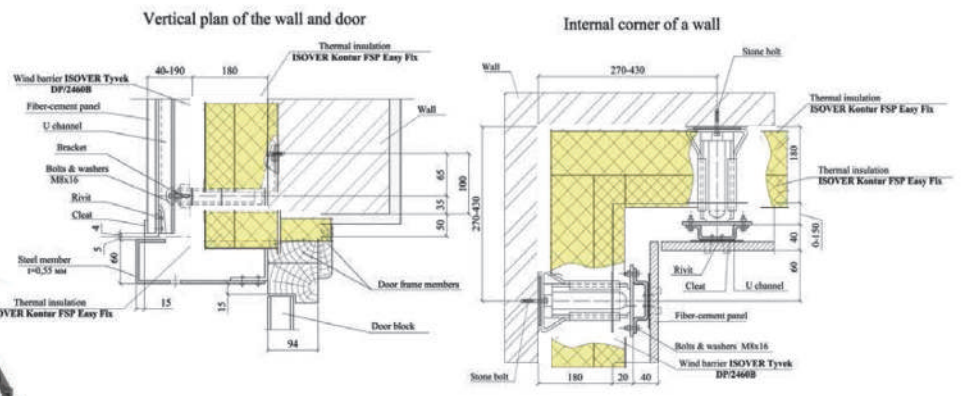 Vertical plan of the wall and door
Thermal insulation
ISOVER Kontur FSP Easy Fix
40-190
180
Wind barrier ISOVER Tyvek
DP/2460B
Fiber-cement panel
U channel
Bracket
Bolts & washers
M8x16
Rivit
Cleat
4
5
60
Steel member
t=0,55 мм
15
Thermal insulation
OVER Kontur FSP Easy Fix
Wall
65
35
50
100
Door frame members
15
Door block
94
Internal corner of a wall
Stone bolt
Wall
270-430
Thermal insulation
ISOVER Kontur FSP Easy Fix
180
Thermal insulation
ISOVER Kontur FSP Easy Fix
270-430
40
0-150
60
Rivit
Cleat
U channel
Fiber-cement panel
Bolts & washers M8x16
Wind barrier ISOVER Tyvek
DP/2460B
Stone bolt
180
20
40